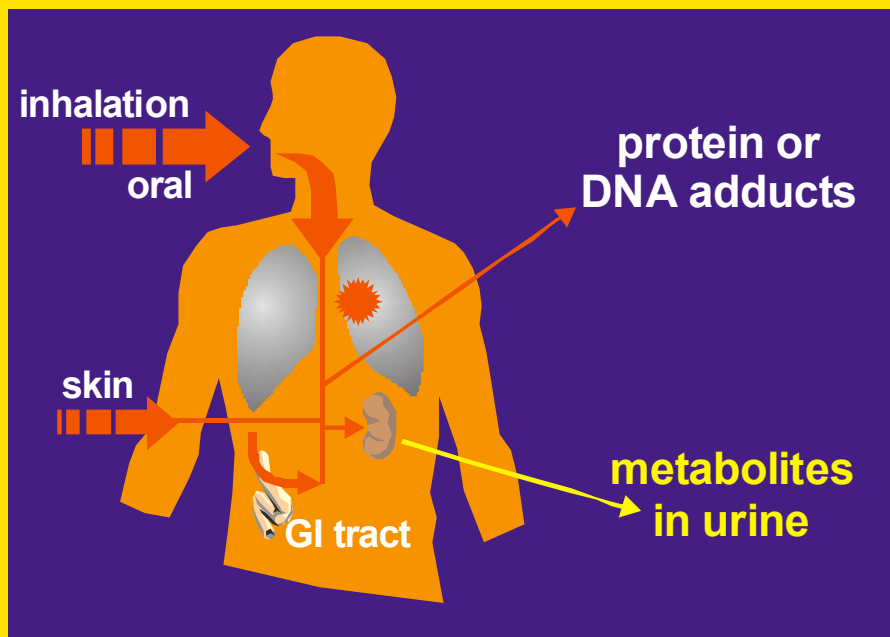 inhalation
oral
protein or
DNA adducts
skin
metabolites
in urine
GI tract